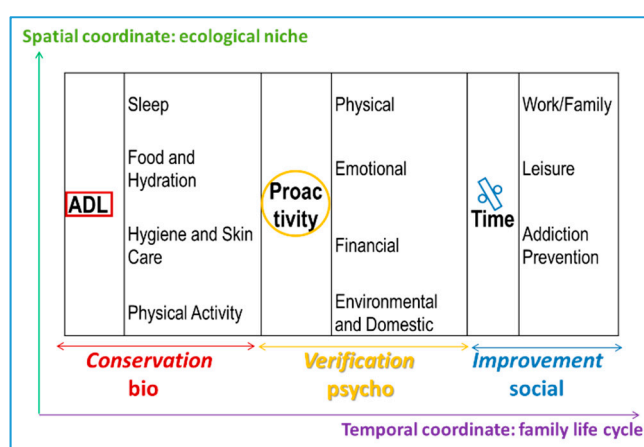 Spatial coordinate: ecological niche
ADL
Sleep
Food and
Hydration
Hygiene and Skin
Care
Physical Activity
Proac
tivity
Physical
Emotional
Financial
Environmental
and Domestic
Time
Work/Family
Leisure
Addiction
Prevention
Conservation
bio
Verification
psycho
Improvement
social
Temporal coordinate: family life cycle